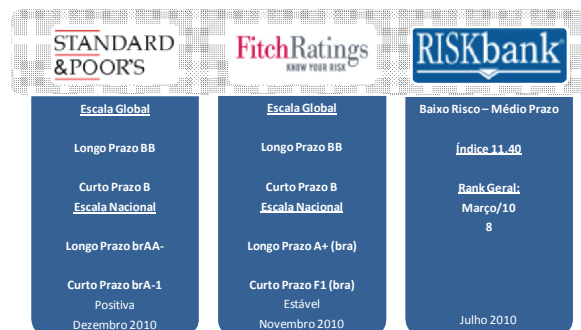 STANDARD
&POOR'S
Escala Global
Longo Prazo BB
Curto Prazo B
Escala Nacional
Longo Prazo brAA-
Curto Prazo brA-1
Positiva
Dezembro 2010
FitchRatings
KNOW YOUR RISK
Escala Global
Longo Prazo BB
Curto Prazo B
Escala Nacional
Longo Prazo A+ (bra)
Curto Prazo F1 (bra)
Estável
Novembro 2010
RISKbank
Baixo Risco – Médio Prazo
Índice 11.40
Rank Geral:
Março/10
8
Julho 2010